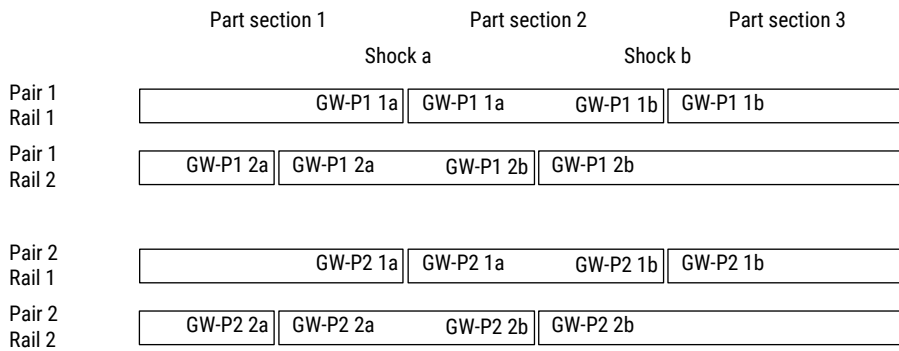 Part section 1 Part section 2 Part section 3
Shock a Shock b
Pair 1
Rail 1
GW-P1 1a GW-P1 1a GW-P1 1b GW-P1 1b
Pair 1
Rail 2
GW-P1 2a GW-P1 2a GW-P1 2b GW-P1 2b
Pair 2
Rail 1
GW-P2 1a GW-P2 1a GW-P2 1b GW-P2 1b
Pair 2
Rail 2
GW-P2 2a GW-P2 2a GW-P2 2b GW-P2 2b